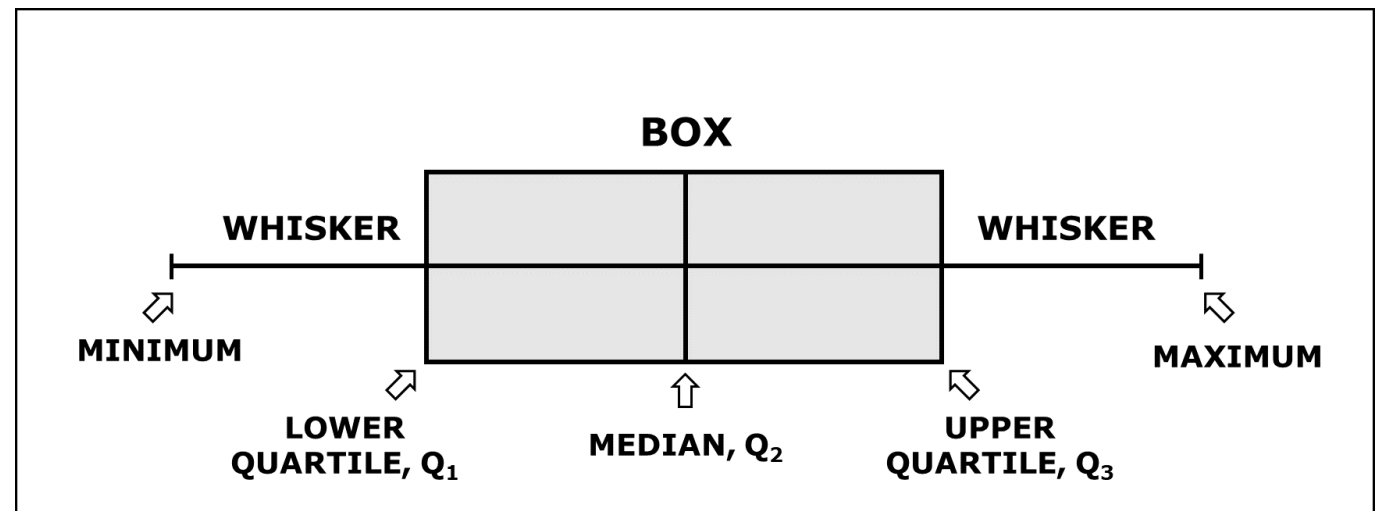 BOX
WHISKER
WHISKER
MINIMUM
MAXIMUM
LOWER
QUARTILE, Q₁
MEDIAN, Q₂
UPPER
QUARTILE, Q₃